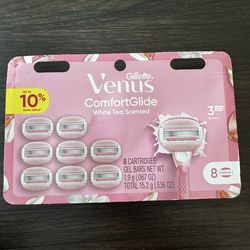 Gillette
Venus
Up to
10%
more value*
ComfortGlide
White Tea Scented
3
8 CARTRIDGES
GEL BARS NET WT.
1.9 g (.067 OZ)
TOTAL 15.2 g (.536 OZ)
8